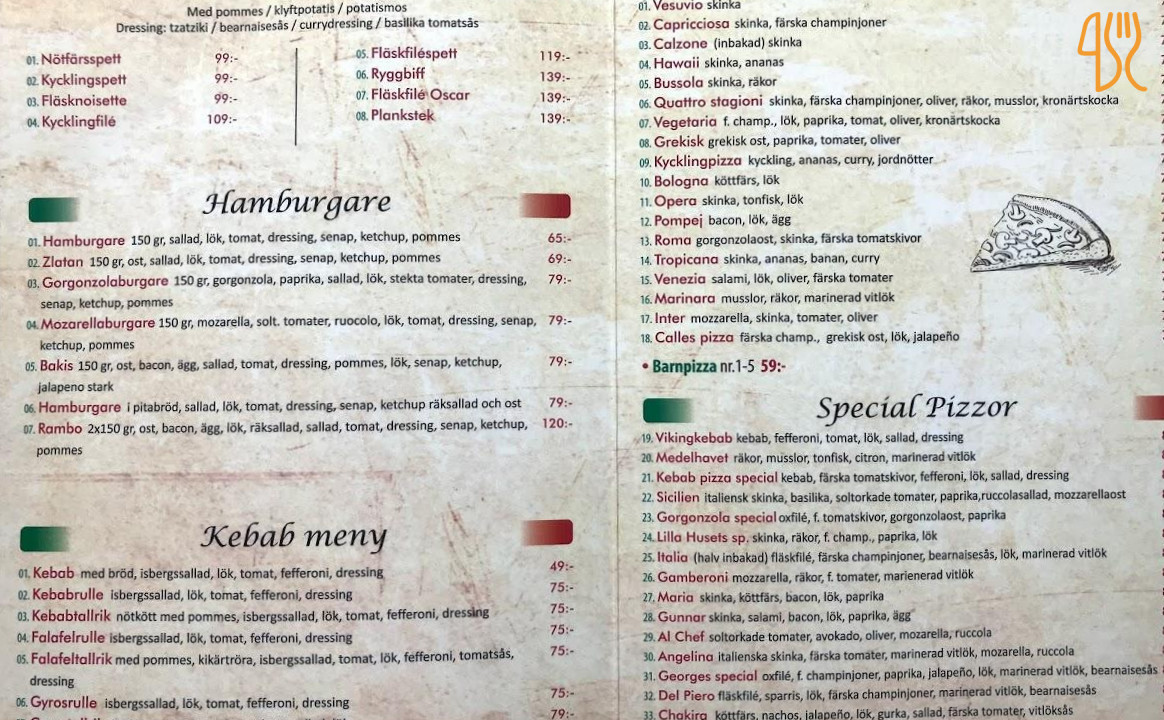 Med pommes / klyftpotatis / potatismos
Dressing: tzatziki / bearnaisesås / currydressing / basilika tomatsås
01. Nötfärsspett 99:-
02. Kycklingspett 99:-
03. Fläsknoisette 99:-
04. Kycklingfilé 109:-
05. Fläskfiléspett 119:-
06. Ryggbiff 139:-
07. Fläskfilé Oscar 139:-
08. Plankstek 139:-
Hamburgare
01. Hamburgare 150 gr, sallad, lök, tomat, dressing, senap, ketchup, pommes 65:-
02. Zlatan 150 gr, ost, sallad, lök, tomat, dressing, senap, ketchup, pommes 69:-
03. Gorgonzolaburgare 150 gr, gorgonzola, paprika, sallad, lök, stekta tomater, dressing, 79:-
senap, ketchup, pommes
04. Mozarellaburgare 150 gr, mozarella, solt. tomater, ruocolo, lök, tomat, dressing, senap, 79:-
ketchup, pommes
05. Bakis 150 gr, ost, bacon, ägg, sallad, tomat, dressing, pommes, lök, senap, ketchup, 79:-
jalapeno stark
06. Hamburgare i pitabröd, sallad, lök, tomat, dressing, senap, ketchup räksallad och ost 79:-
07. Rambo 2x150 gr, ost, bacon, ägg, lök, räksallad, sallad, tomat, dressing, senap, ketchup, 120:-
pommes
Kebab meny
01. Kebab med bröd, isbergssallad, lök, tomat, fefferoni, dressing 49:-
02. Kebabrulle isbergssallad, lök, tomat, fefferoni, dressing 75:-
03. Kebabtallrik nötkött med pommes, isbergssallad, lök, tomat, fefferoni, dressing 75:-
04. Falafelrulle isbergssallad, lök, tomat, fefferoni, dressing 75:-
05. Falafeltallrik med pommes, kikärtröra, isbergssallad, tomat, lök, fefferoni, tomatsås, 75:-
dressing
06. Gyrosrulle isbergssallad, lök, tomat, fefferoni, dressing 75:-
79:-
01. Vesuvio skinka
02. Capricciosa skinka, färska champinjoner
03. Calzone (inbakad) skinka
04. Hawaii skinka, ananas
05. Bussola skinka, räkor
06. Quattro stagioni skinka, färska champinjoner, oliver, räkor, musslor, kronärtskocka
07. Vegetaria f. champ., lök, paprika, tomat, oliver, kronärtskocka
08. Grekisk grekisk ost, paprika, tomater, oliver
09. Kycklingpizza kyckling, ananas, curry, jordnötter
10. Bologna köttfärs, lök
11. Opera skinka, tonfisk, lök
12. Pompej bacon, lök, ägg
13. Roma gorgonzolaost, skinka, färska tomatskivor
14. Tropicana skinka, ananas, banan, curry
15. Venezia salami, lök, oliver, färska tomater
16. Marinara musslor, räkor, marinerad vitlök
17. Inter mozzarella, skinka, tomater, oliver
18. Calles pizza färska champ., grekisk ost, lök, jalapeño
• Barnpizza nr.1-5 59:-
Special Pizzor
19. Vikingkebab kebab, fefferoni, tomat, lök, sallad, dressing
20. Medelhavet räkor, musslor, tonfisk, citron, marinerad vitlök
21. Kebab pizza special kebab, färska tomatskivor, fefferoni, lök, sallad, dressing
22. Sicilien italiensk skinka, basilika, soltorkade tomater, paprika,ruccolasallad, mozzarellaost
23. Gorgonzola special oxfilé, f. tomatskivor, gorgonzolaost, paprika
24. Lilla Husets sp. skinka, räkor, f. champ., paprika, lök
25. Italia (halv inbakad) fläskfilé, färska champinjoner, bearnaisesås, lök, marinerad vitlök
26. Gamberoni mozzarella, räkor, f. tomater, marienerad vitlök
27. Maria skinka, köttfärs, bacon, lök, paprika
28. Gunnar skinka, salami, bacon, lök, paprika, ägg
29. Al Chef soltorkade tomater, avokado, oliver, mozarella, ruccola
30. Angelina italienska skinka, färska tomater, marinerad vitlök, mozarella, ruccola
31. Georges special oxfilé, f. champinjoner, paprika, jalapeño, lök, marinerad vitlök, bearnaisesås
32. Del Piero fläskfilé, sparris, lök, färska champinjoner, marinerad vitlök, bearnaisesås
33. Chakira köttfärs, nachos, jalapeño, lök, gurka, sallad, färska tomater, vitlöksås